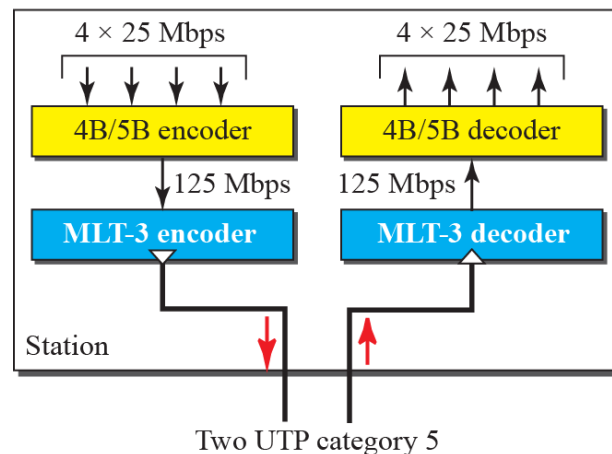 4 × 25 Mbps 4 × 25 Mbps
4B/5B encoder 4B/5B decoder
125 Mbps 125 Mbps
MLT-3 encoder MLT-3 decoder
Station
Two UTP category 5